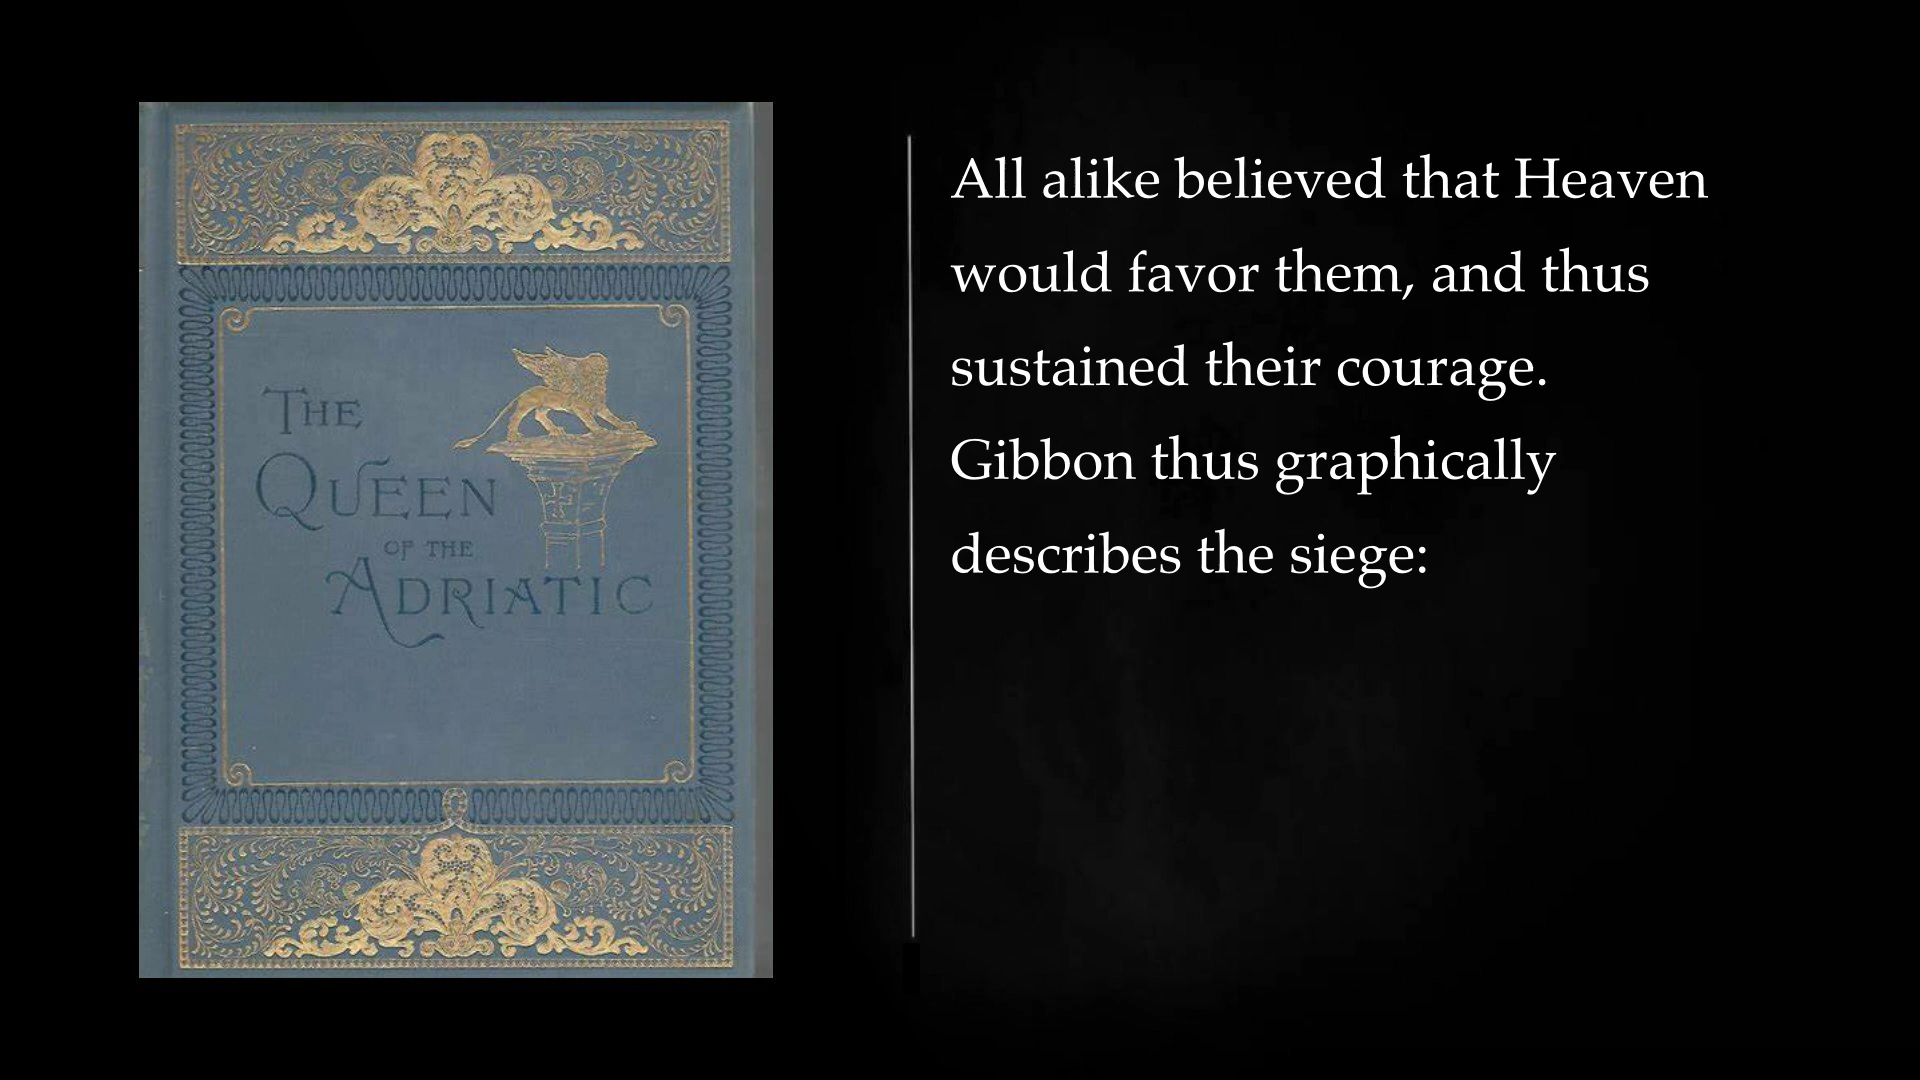 THE
QUEEN
OF THE
ADRIATIC
All alike believed that Heaven
would favor them, and thus
sustained their courage.
Gibbon thus graphically
describes the siege: